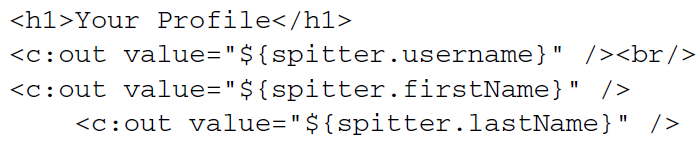 <h1>Your Profile</h1>
<c:out value="${spitter.username}" /><br/>
<c:out value="${spitter.firstName}" />
<c:out value="${spitter.lastName}" />